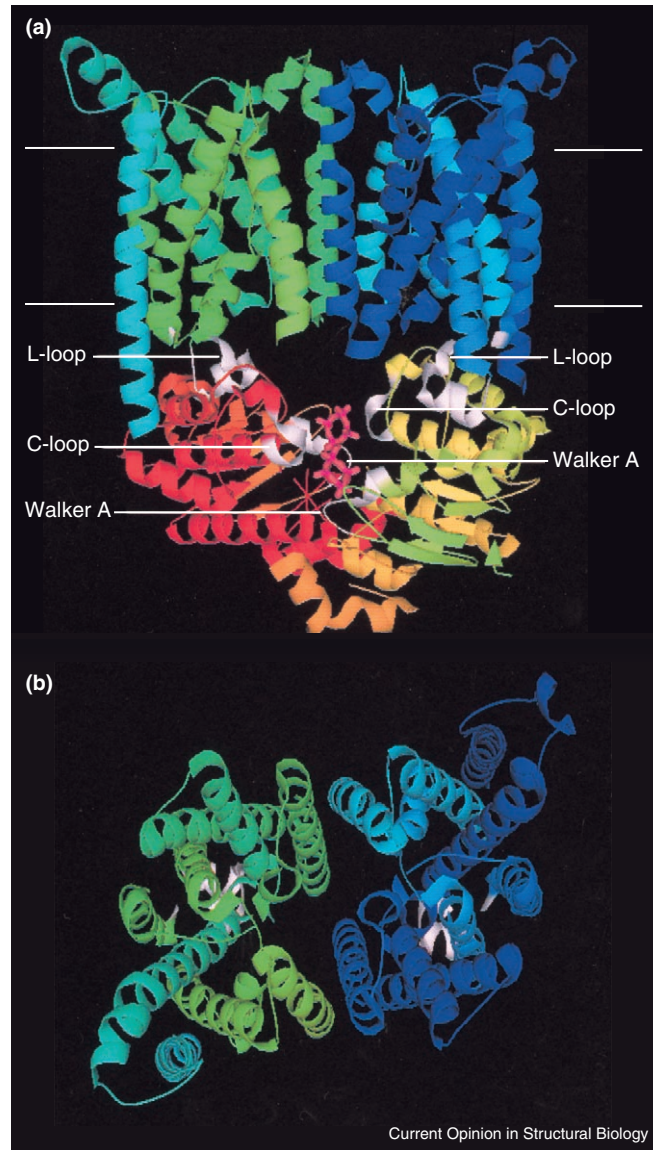 (a)
L-loop
L-loop
C-loop
C-loop
Walker A
Walker A
(b)
Current Opinion in Structural Biology